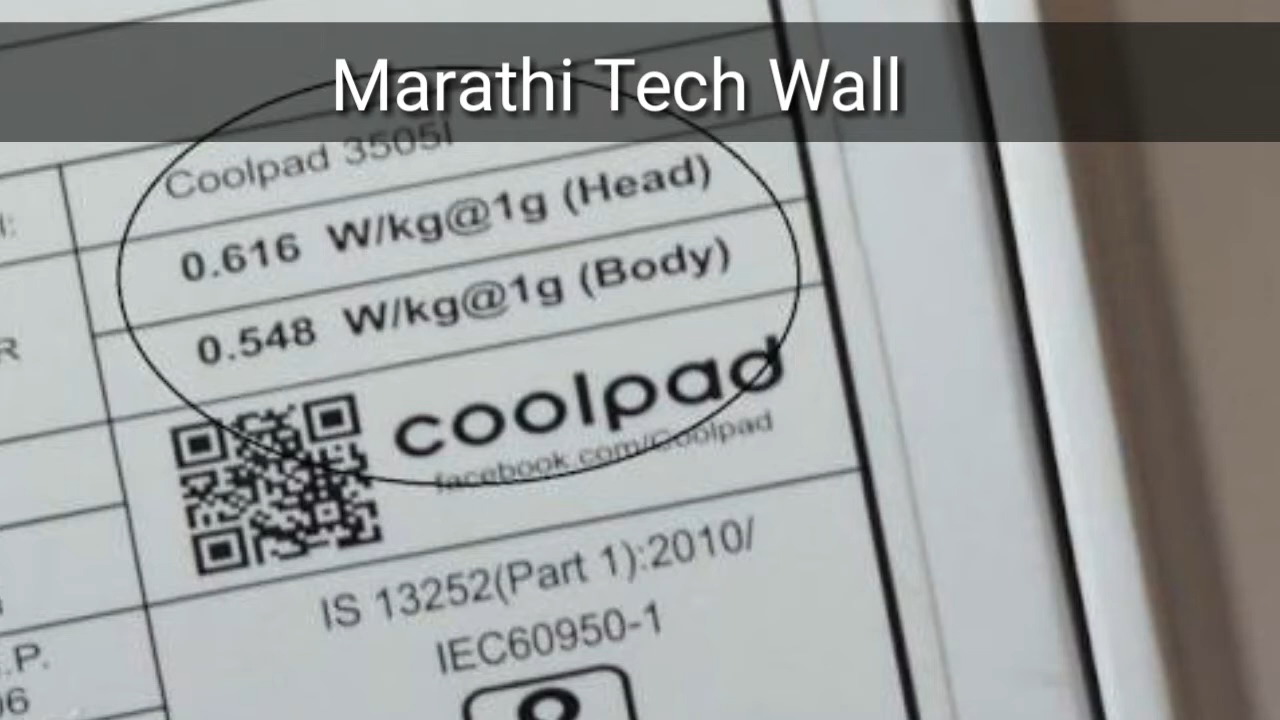 Marathi Tech Wall
Coolpad 3505I
0.616 W/kg@1g (Head)
0.548 W/kg@1g (Body)
coolpad
facebook.com/Coolpad
IS 13252(Part 1):2010/
IEC60950-1
.P.